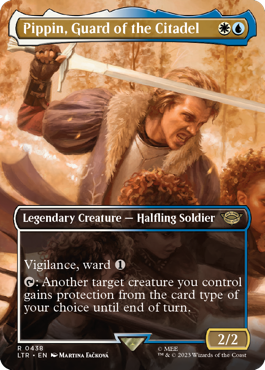 Pippin, Guard of the Citadel
Legendary Creature — Halfling Soldier
Vigilance, ward 1
: Another target creature you control
gains protection from the card type of
your choice until end of turn.
2/2
R 0438
LTR • EN MARTINA FAČKOVÁ
© MEE
™ & © 2023 Wizards of the Coast